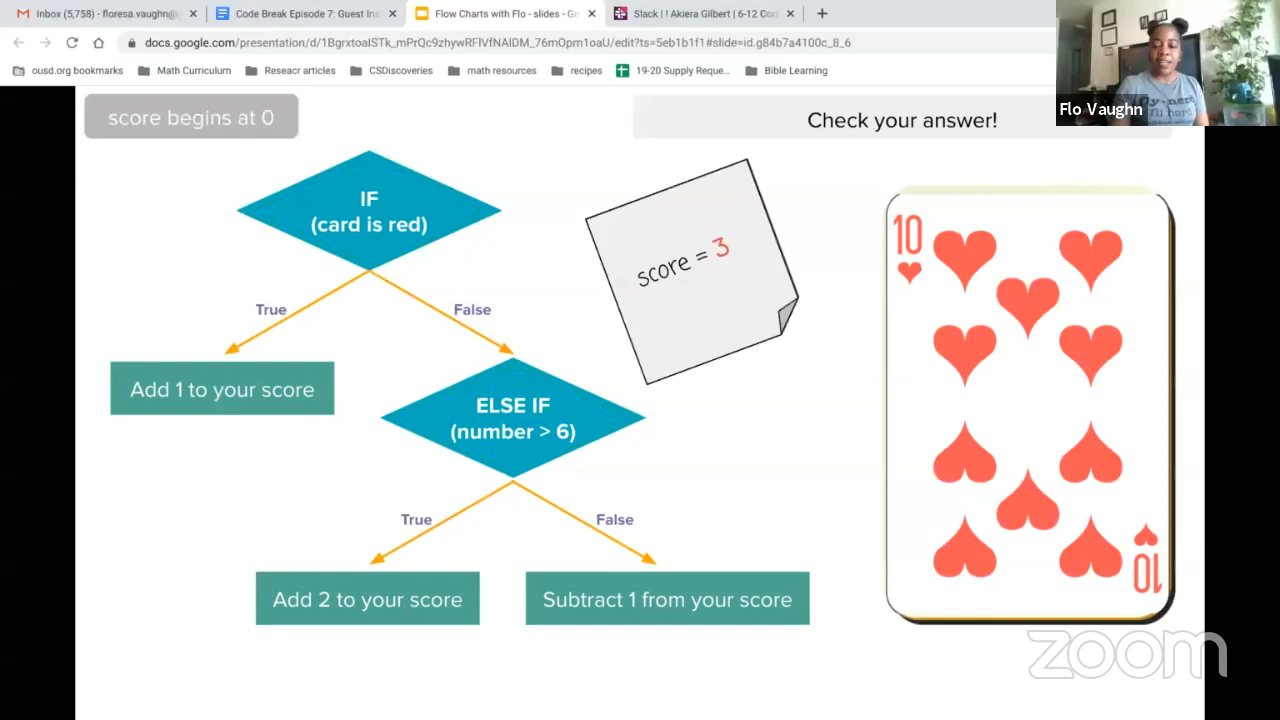 Inbox (5,758) - floresa.vaughn@
Code Break Episode 7: Guest Ins
Flow Charts with Flo - slides - Go
Slack | ! Akiera Gilbert | 6-12 Coo
docs.google.com/presentation/d/1BgrxtoaISTk_mPrQc9zhywRFlVfNAlDM_76mOpm1oaU/edit?ts=5eb1b1f1#slide=id.g84b7a4100c_8_6
ousd.org bookmarks
Math Curriculum
Reseacr articles
CSDiscoveries
math resources
recipes
19-20 Supply Reque...
Bible Learning
Flo Vaughn
score begins at 0
Check your answer!
IF
(card is red)
score = 3
10
True
False
Add 1 to your score
ELSE IF
(number > 6)
True
False
10
Add 2 to your score
Subtract 1 from your score
zoom